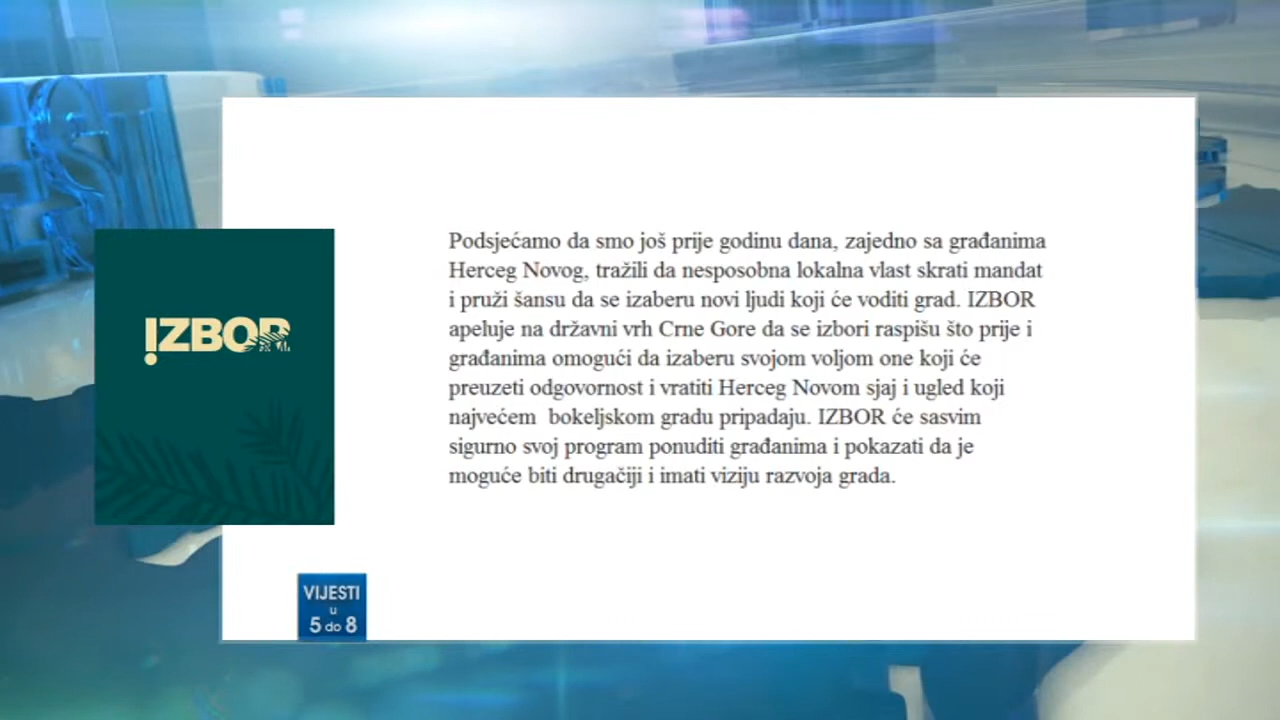 Podsjećamo da smo još prije godinu dana, zajedno sa građanima
Herceg Novog, tražili da nesposobna lokalna vlast skrati mandat
i pruži šansu da se izaberu novi ljudi koji će voditi grad. IZBOR
apeluje na državni vrh Crne Gore da se izbori raspišu što prije i
građanima omogući da izaberu svojom voljom one koji će
preuzeti odgovornost i vratiti Herceg Novom sjaj i ugled koji
najvećem  bokeljskom gradu pripadaju. IZBOR će sasvim
sigurno svoj program ponuditi građanima i pokazati da je
moguće biti drugačiji i imati viziju razvoja grada.
IZBOR
VIJESTI
u
5 do 8